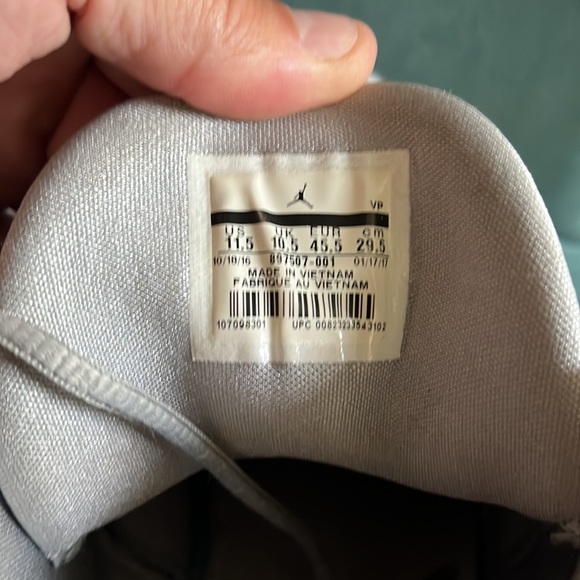 VP
US UK EUR cm
11.5 10.5 45.5 29.5
10/18/16 897507-001 01/17/17
MADE IN VIETNAM
FABRIQUE AU VIETNAM
107098301 UPC 00823233543102